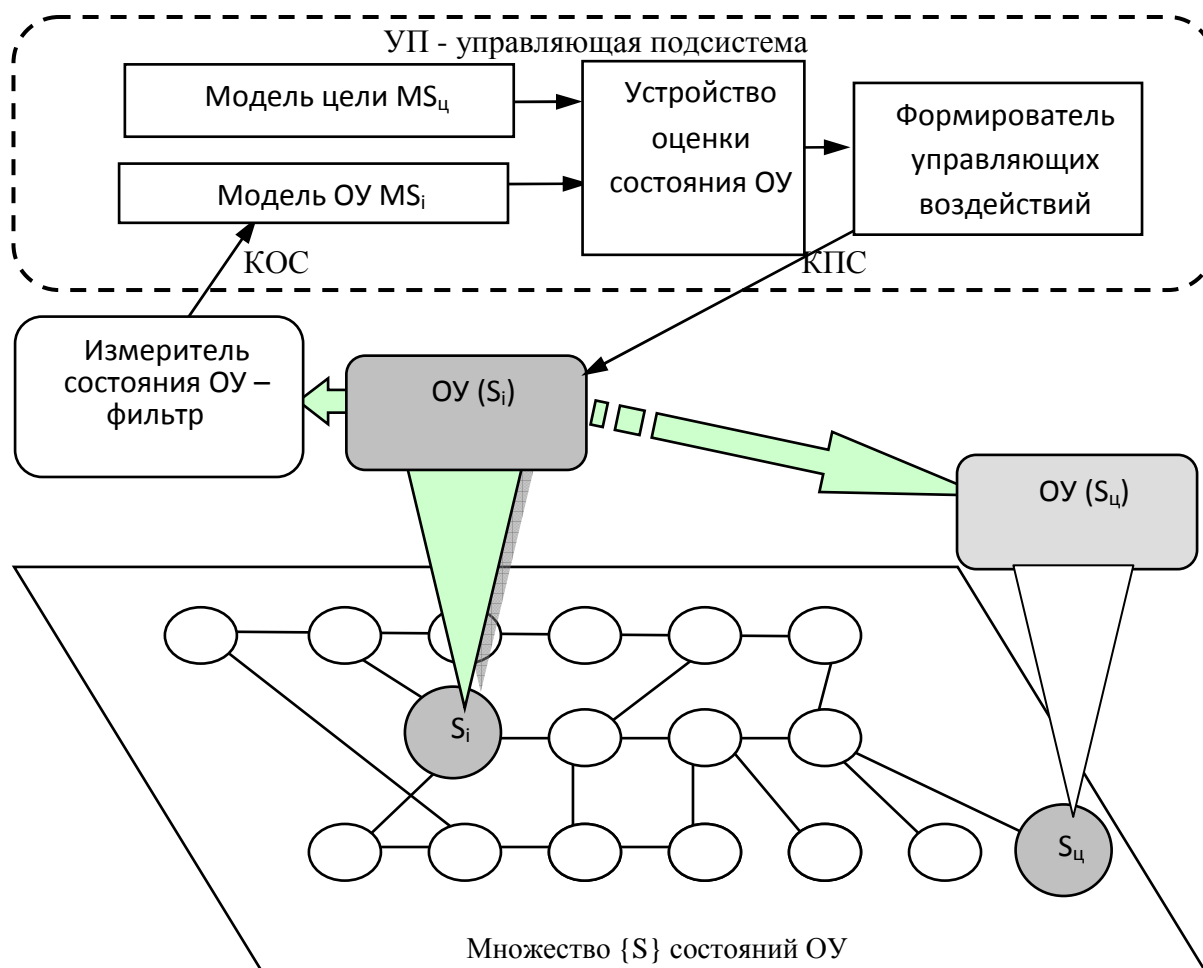 УП - управляющая подсистема
Модель цели MSц
Устройство
оценки
состояния ОУ
Формирователь
управляющих
воздействий
Модель ОУ MSi
КОС
КПС
Измеритель
состояния ОУ –
фильтр
ОУ (Si)
ОУ (Sц)
Si
Sц
Множество {S} состояний ОУ